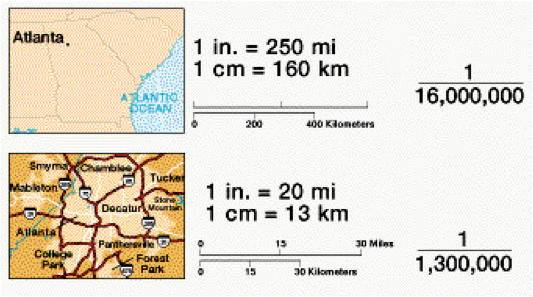 Atlanta
1 in. = 250 mi
1 cm = 160 km
1
16,000,000
ATLANTIC
OCEAN
0 200 400 Kilometers
Smyrna Chamblee
Tucker
Mableton
Decatur Stone
Mountain
Atlanta
Panthersville
College
Park
Forest
Park
1 in. = 20 mi
1 cm = 13 km
0 15 30 Miles
0 15 30 Kilometers
1
1,300,000